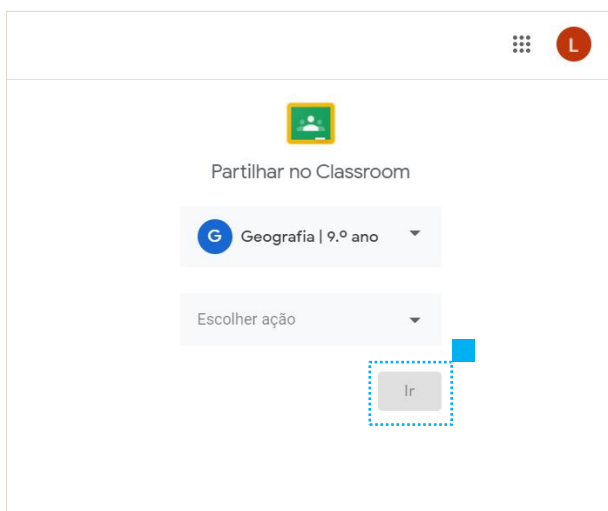 L
Partilhar no Classroom
G Geografia | 9.º ano
Escolher ação
Ir